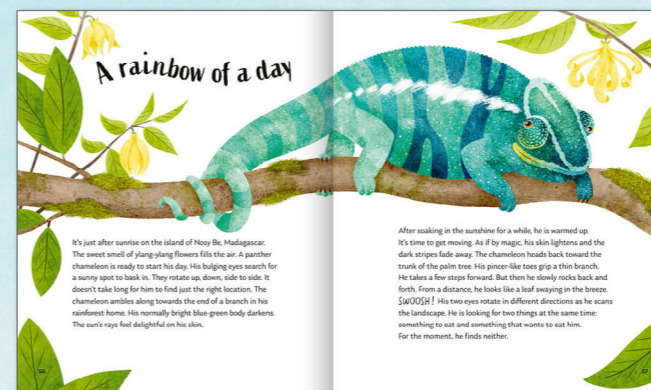 A rainbow of a day
It's just after sunrise on the island of Nosy Be, Madagascar.
The sweet smell of ylang-ylang flowers fills the air. A panther
chameleon is ready to start his day. His bulging eyes search for
a sunny spot to bask in. They rotate up, down, side to side. It
doesn't take long for him to find just the right location. The
chameleon ambles along towards the end of a branch in his
rainforest home. His normally bright blue-green body darkens.
The sun's rays feel delightful on his skin.
56
After soaking in the sunshine for a while, he is warmed up.
It's time to get moving. As if by magic, his skin lightens and the
dark stripes fade away. The chameleon heads back toward the
trunk of the palm tree. His pincer-like toes grip a thin branch.
He takes a few steps forward. But then he slowly rocks back and
forth. From a distance, he looks like a leaf swaying in the breeze.
SWOOSH! His two eyes rotate in different directions as he scans
the landscape. He is looking for two things at the same time:
something to eat and something that wants to eat him.
For the moment, he finds neither.
57